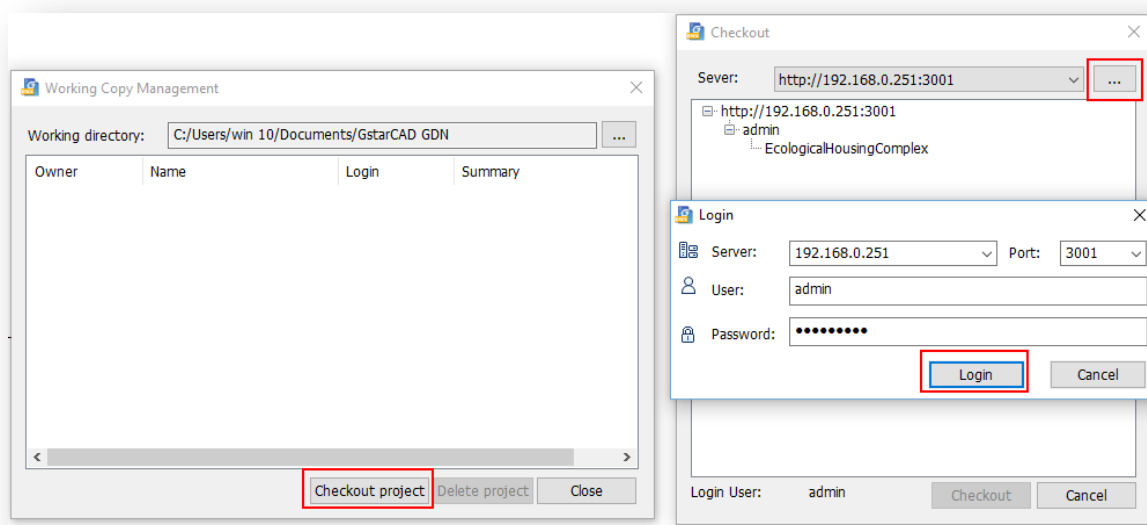 Working Copy Management
Working directory: C:/Users/win 10/Documents/GstarCAD GDN ...
Owner Name Login Summary
Checkout project Delete project Close
Checkout
Sever: http://192.168.0.251:3001 ...
http://192.168.0.251:3001
admin
EcologicalHousingComplex
Login
Server: 192.168.0.251 Port: 3001
User: admin
Password: •••••••••
Login Cancel
Login User: admin Checkout Cancel